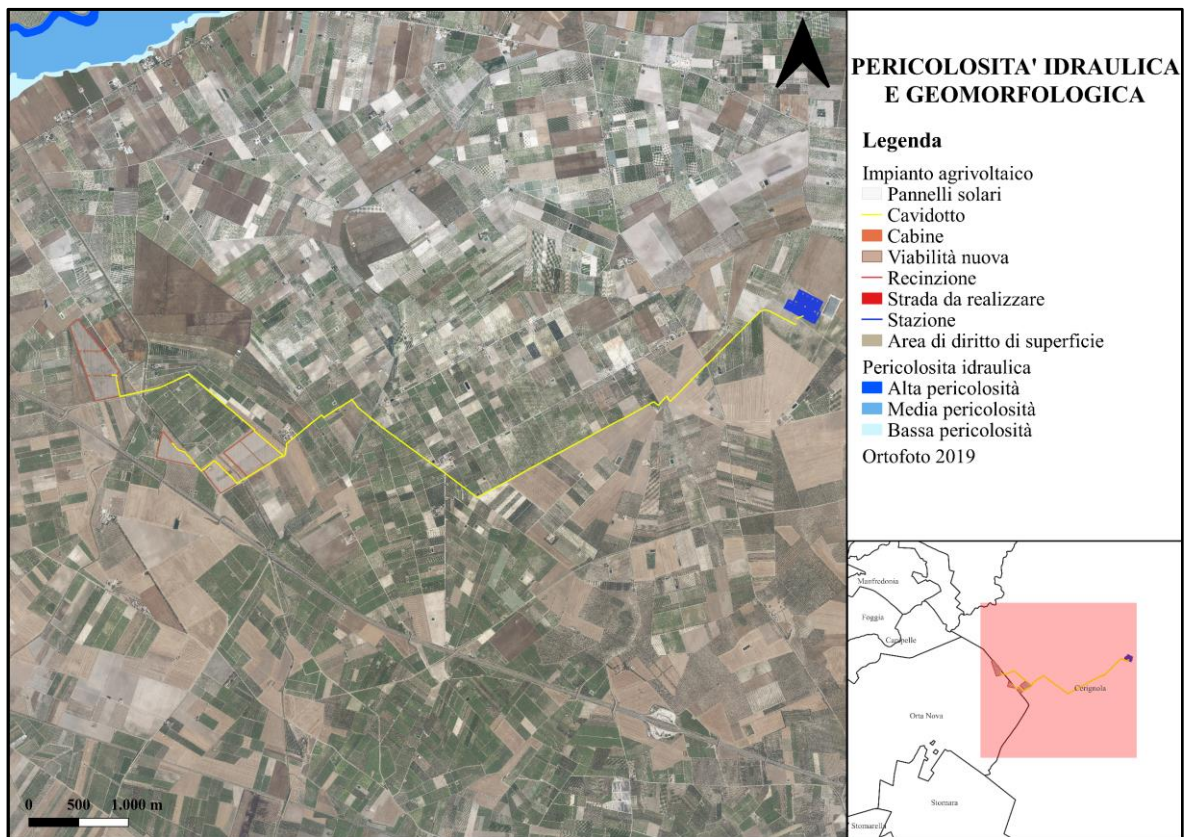 PERICOLOSITA' IDRAULICA
E GEOMORFOLOGICA
Legenda
Impianto agrivoltaico
Pannelli solari
Cavidotto
Cabine
Viabilità nuova
Recinzione
Strada da realizzare
Stazione
Area di diritto di superficie
Pericolosita idraulica
Alta pericolosità
Media pericolosità
Bassa pericolosità
Ortofoto 2019
0 500 1.000 m
Manfredonia
Foggia
Carapelle
Cerignola
Orta Nova
Stornara
Stornarella